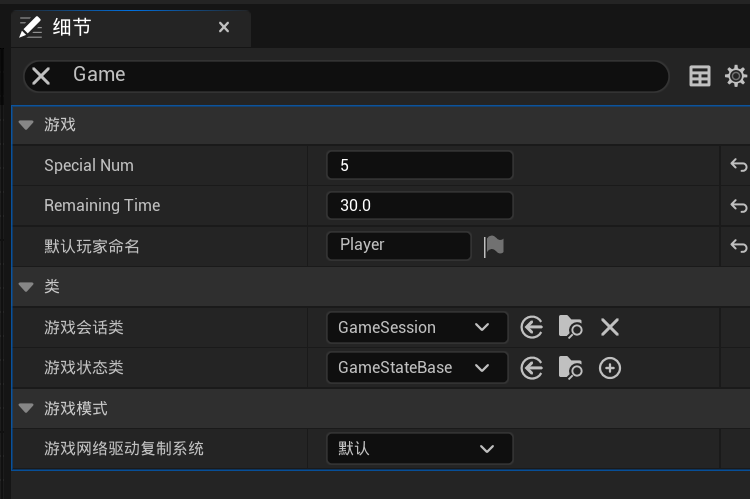 细节
Game
游戏
Special Num 5
Remaining Time 30.0
默认玩家命名 Player
类
游戏会话类 GameSession
游戏状态类 GameStateBase
游戏模式
游戏网络驱动复制系统 默认